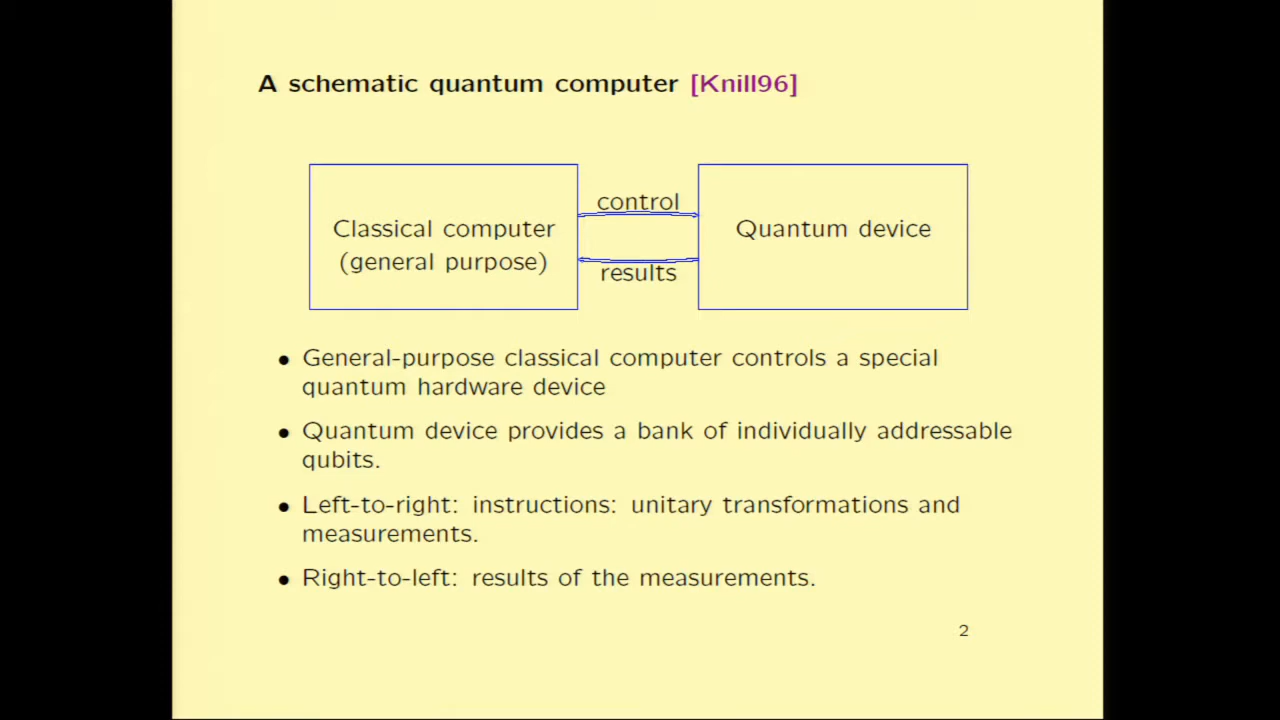 A schematic quantum computer [Knill96]
control
Classical computer
(general purpose)
Quantum device
results
• General-purpose classical computer controls a special
quantum hardware device
• Quantum device provides a bank of individually addressable
qubits.
• Left-to-right: instructions: unitary transformations and
measurements.
• Right-to-left: results of the measurements.
2